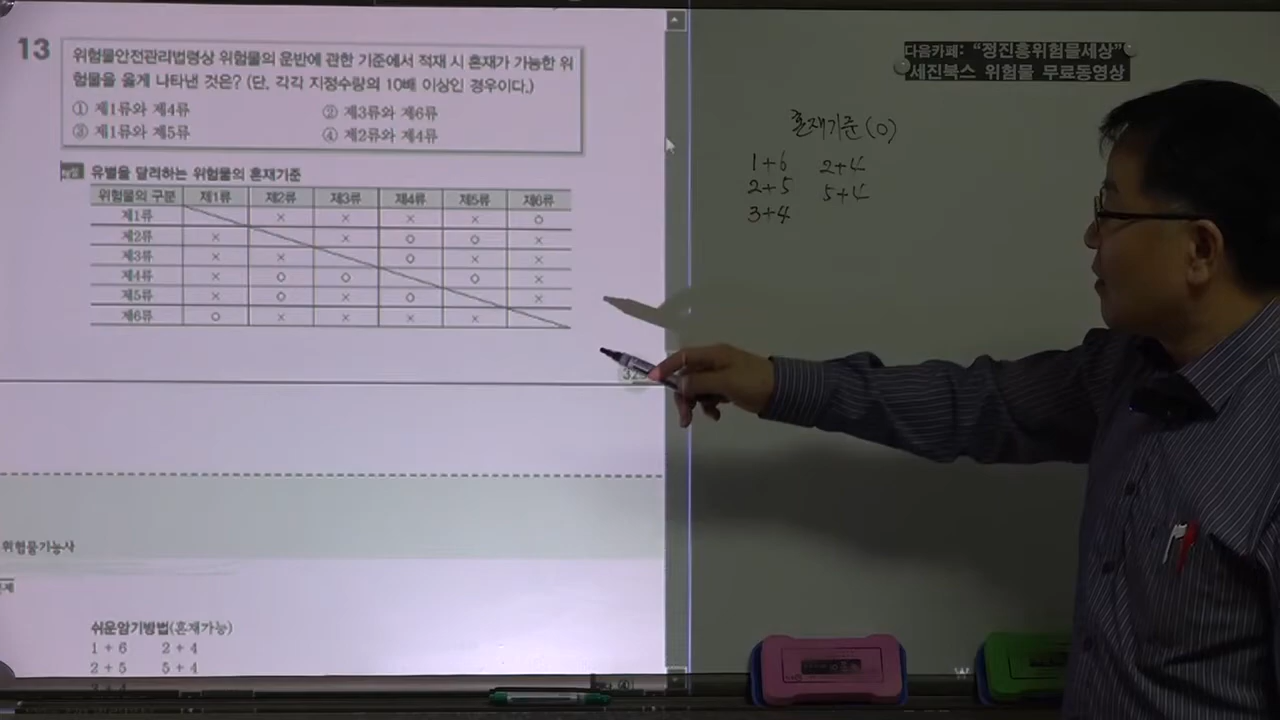 13
위험물안전관리법령상 위험물의 운반에 관한 기준에서 적재 시 혼재가 가능한 위
험물을 옳게 나타낸 것은? (단, 각각 지정수량의 10배 이상인 경우이다.)
① 제1류와 제4류 ② 제3류와 제6류
③ 제1류와 제5류 ④ 제2류와 제4류
유별을 달리하는 위험물의 혼재기준
위험물의 구분 제1류 제2류 제3류 제4류 제5류 제6류
제1류 × × × × ○
제2류 × × ○ ○ ×
제3류 × × ○ × ×
제4류 × ○ ○ ○ ×
제5류 × ○ × ○ ×
제6류 ○ × × × ×
위험물기능사
쉬운암기방법(혼재가능)
1 + 6 2 + 4
2 + 5 5 + 4
3 + 4
④
다음카페: “정진홍위험물세상”
세진북스 위험물 무료동영상
혼재기준(O)
1+6 2+4
2+5 5+4
3+4